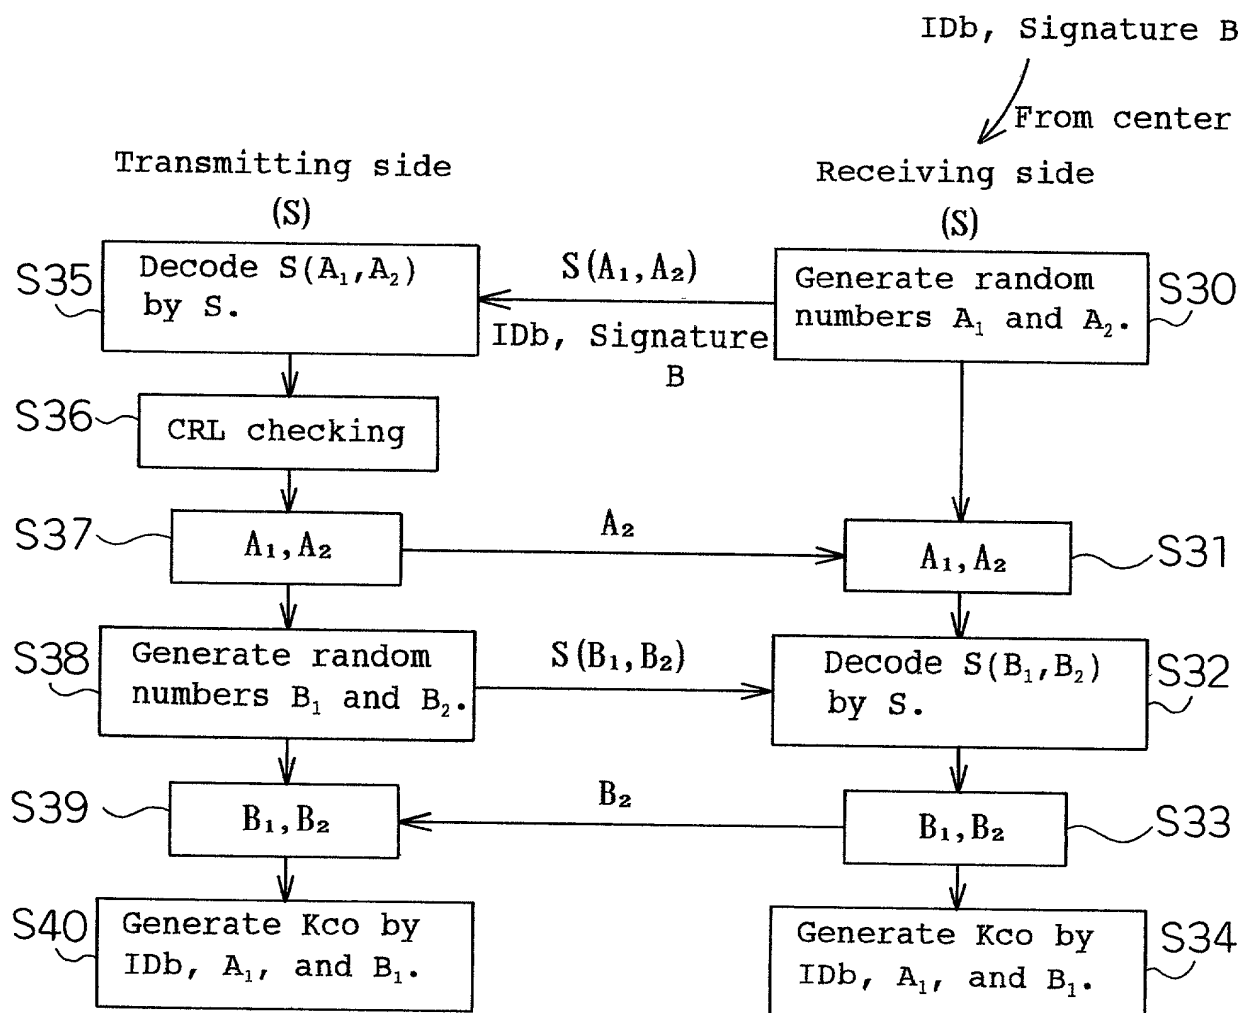 IDb, Signature B
From center
Transmitting side
(S)
Receiving side
(S)
S35
Decode S(A₁,A₂)
by S.
S(A₁,A₂)
IDb, Signature
B
Generate random
numbers A₁ and A₂.
S30
S36
CRL checking
S37
A₁,A₂
A₂
A₁,A₂
S31
S38
Generate random
numbers B₁ and B₂.
S(B₁,B₂)
Decode S(B₁,B₂)
by S.
S32
S39
B₁,B₂
B₂
B₁,B₂
S33
S40
Generate Kco by
IDb, A₁, and B₁.
Generate Kco by
IDb, A₁, and B₁.
S34